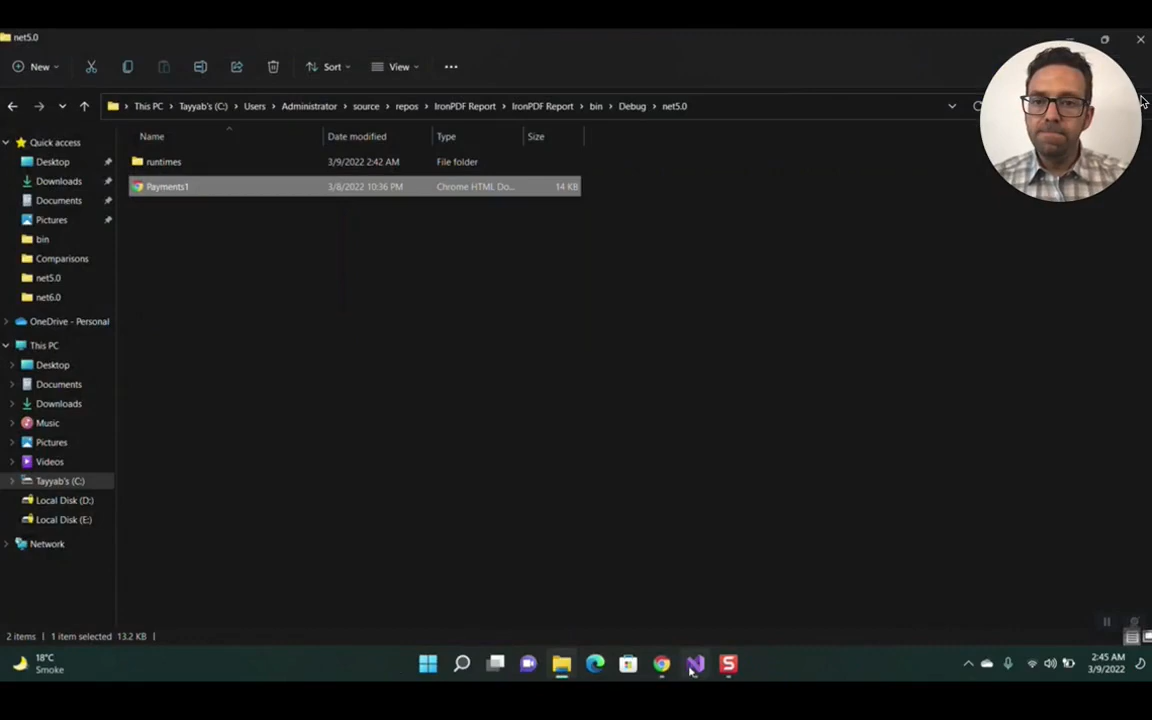 net5.0
New
Sort
View
This PC Tayyab's (C:) Users Administrator source repos IronPDF Report IronPDF Report bin Debug net5.0
Name Date modified Type Size
Quick access
Desktop
Downloads
Documents
Pictures
bin
Comparisons
net5.0
net6.0
OneDrive - Personal
This PC
Desktop
Documents
Downloads
Music
Pictures
Videos
Tayyab's (C:)
Local Disk (D:)
Local Disk (E:)
Network
runtimes 3/9/2022 2:42 AM File folder
Payments1 3/8/2022 10:36 PM Chrome HTML Do... 14 KB
2 items 1 item selected 13.2 KB
18°C
Smoke
S
2:45 AM
3/9/2022